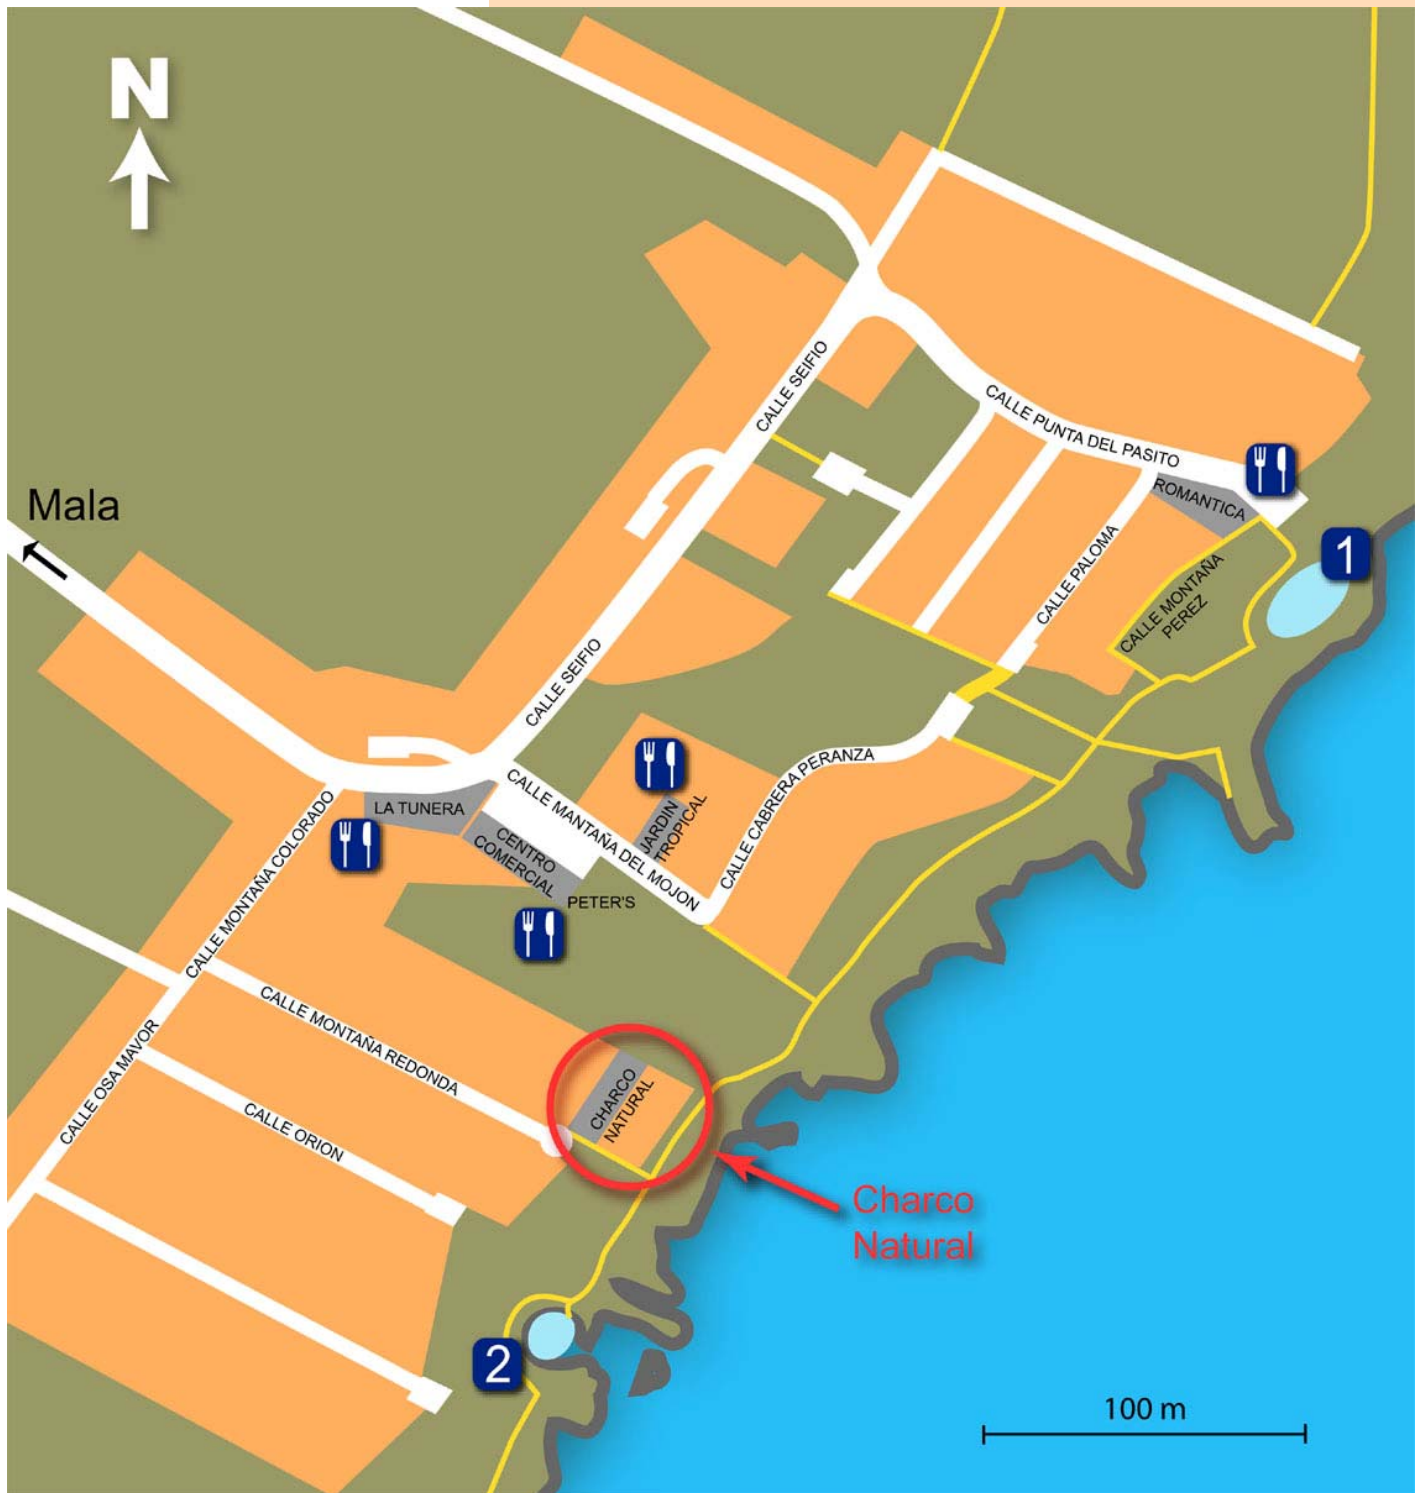 N
CALLE SEIFIO
CALLE PUNTA DEL PASITO
ROMANTICA
Mala
1
CALLE PALOMA
CALLE MONTAÑA
PEREZ
CALLE SEIFIO
CALLE CABRERA PERANZA
CALLE MANTAÑA DEL MOJON
JARDIN
TROPICAL
LA TUNERA
CENTRO
COMERCIAL
PETER'S
CALLE MONTAÑA COLORADO
CALLE OSA MAVOR
CALLE MONTAÑA REDONDA
CALLE ORION
CHARCO
NATURAL
Charco
Natural
2
100 m